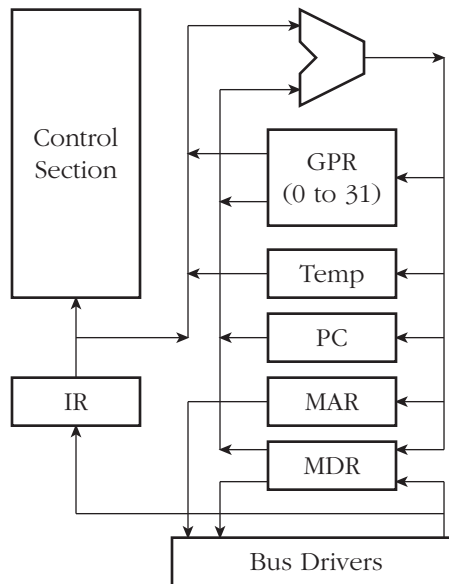 Control
Section
GPR
(0 to 31)
Temp
PC
IR
MAR
MDR
Bus Drivers